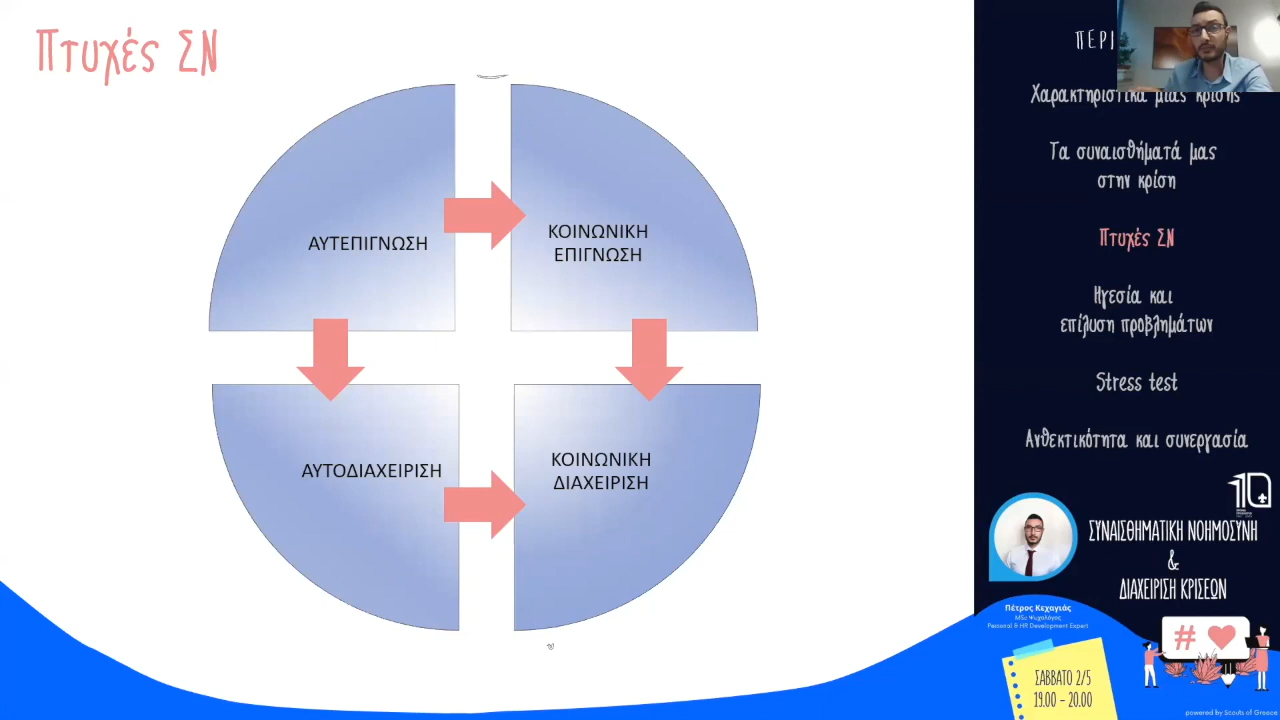 Πτυχές ΣΝ
ΑΥΤΕΠΙΓΝΩΣΗ
ΚΟΙΝΩΝΙΚΗ
ΕΠΙΓΝΩΣΗ
ΑΥΤΟΔΙΑΧΕΙΡΙΣΗ
ΚΟΙΝΩΝΙΚΗ
ΔΙΑΧΕΙΡΙΣΗ
Χαρακτηριστικά μιας κρίσης
Τα συναισθήματά μας
στην κρίση
Πτυχές ΣΝ
Ηγεσία και
επίλυση προβλημάτων
Stress test
Ανθεκτικότητα και συνεργασία
110
ΣΥΝΑΙΣΘΗΜΑΤΙΚΗ ΝΟΗΜΟΣΥΝΗ
&
ΔΙΑΧΕΙΡΙΣΗ ΚΡΙΣΕΩΝ
Πέτρος Κεχαγιάς
MSc Ψυχολόγος
Personal & HR Development Expert
#
ΣΑΒΒΑΤΟ 2/5
19.00 – 20.00
powered by Scouts of Greece